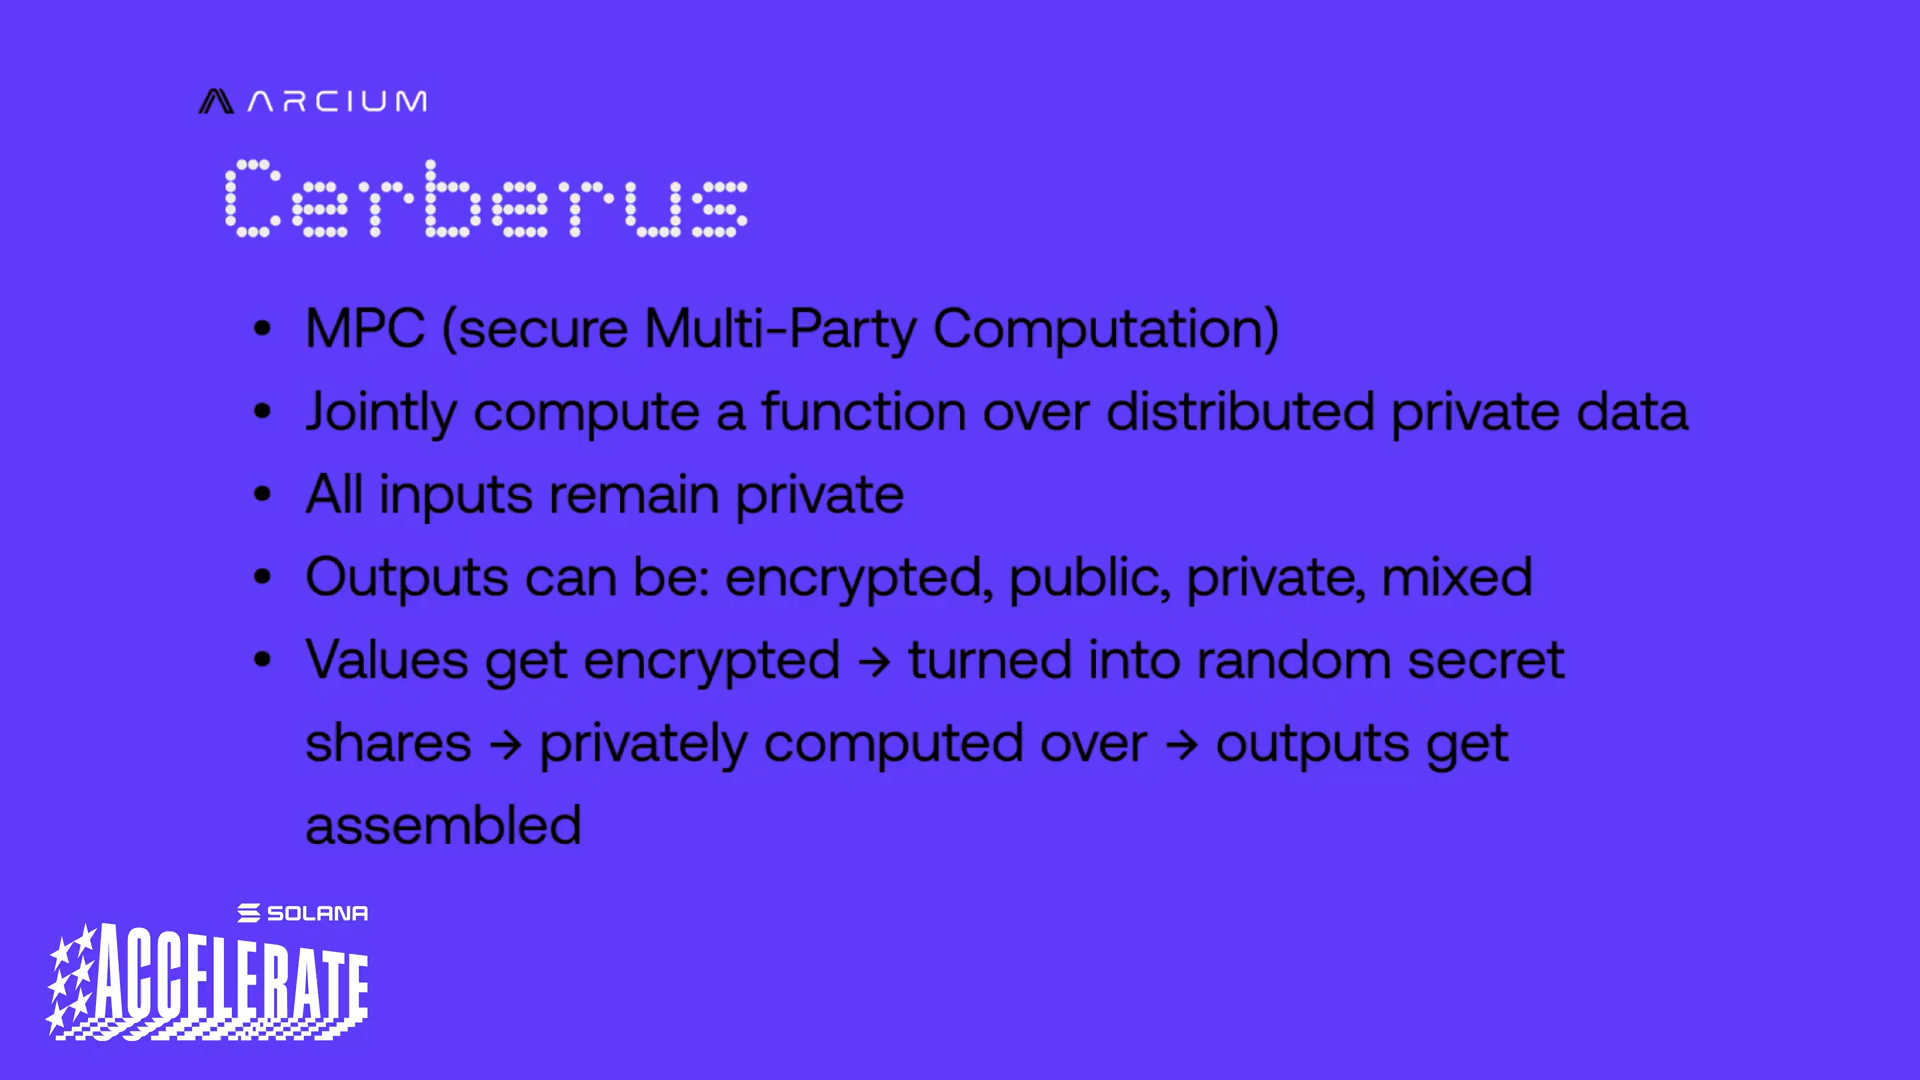 ARCIUM
Cerberus
• MPC (secure Multi-Party Computation)
• Jointly compute a function over distributed private data
• All inputs remain private
• Outputs can be: encrypted, public, private, mixed
• Values get encrypted → turned into random secret
shares → privately computed over → outputs get
assembled
SOLANA
ACCELERATE